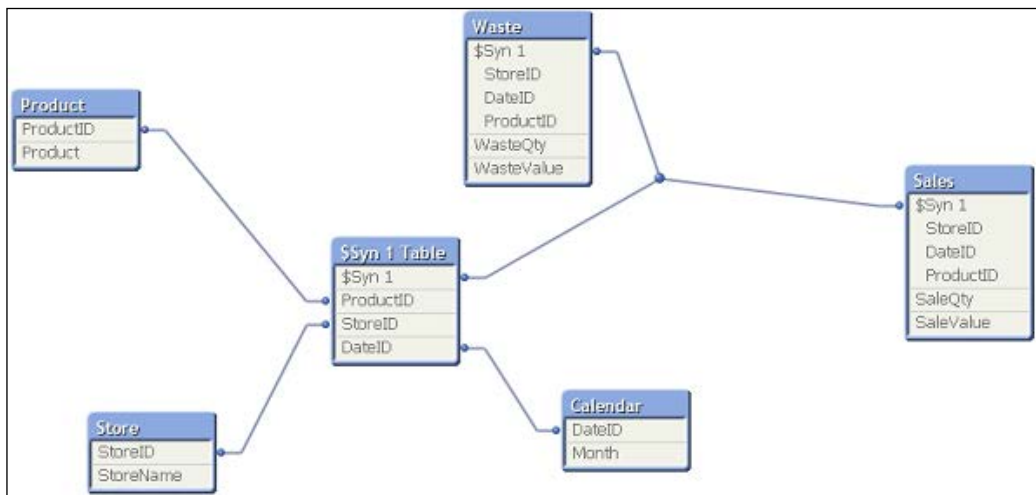 Waste
$Syn 1
StoreID
DateID
ProductID
WasteQty
WasteValue
Product
ProductID
Product
Sales
$Syn 1
StoreID
DateID
ProductID
SaleQty
SaleValue
$Syn 1 Table
$Syn 1
ProductID
StoreID
DateID
Calendar
DateID
Month
Store
StoreID
StoreName